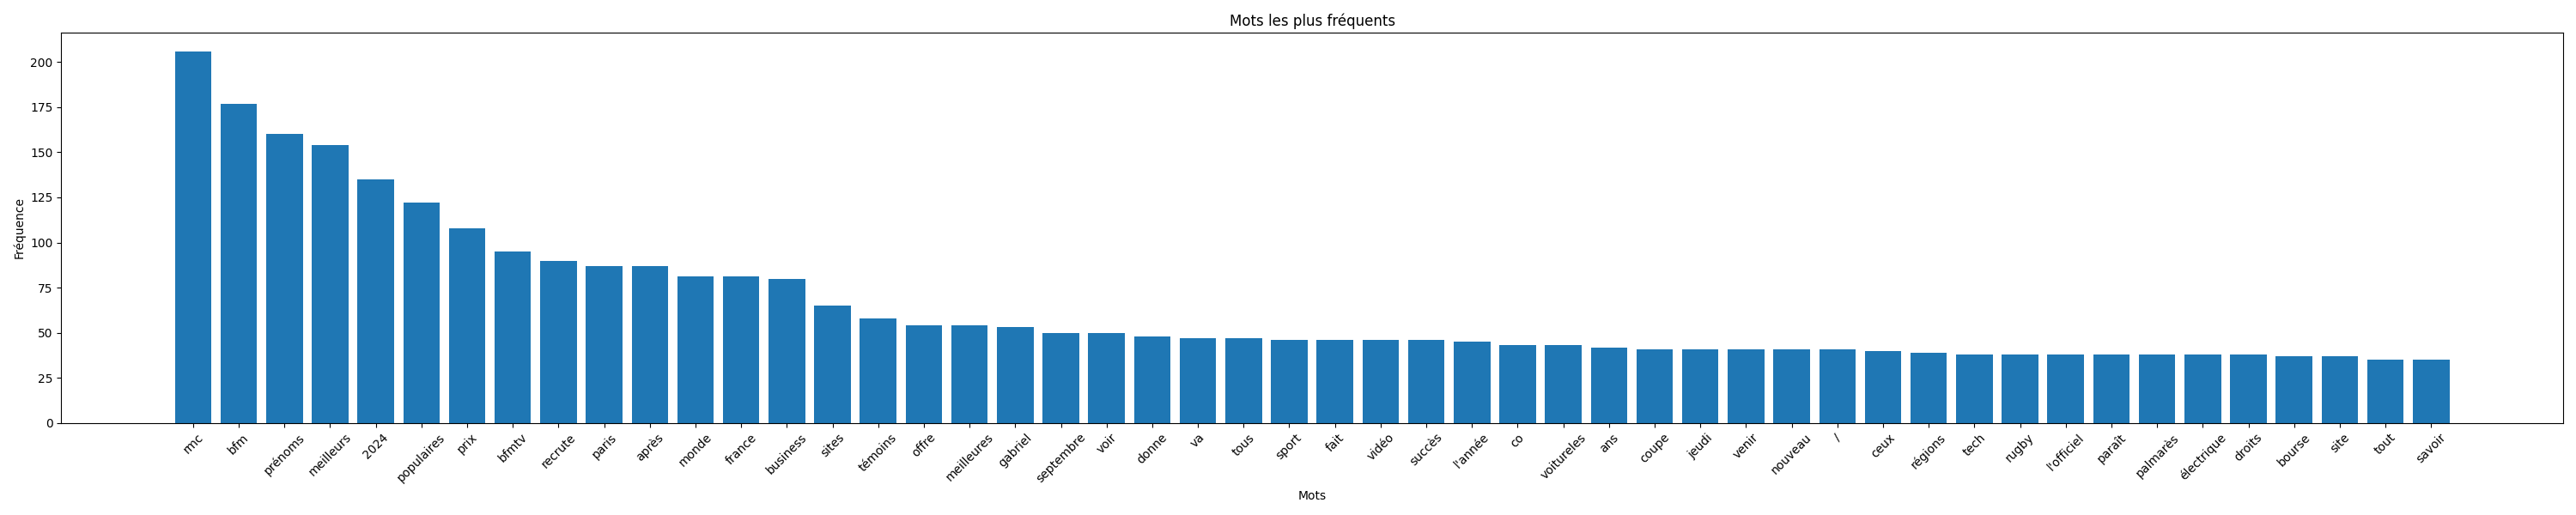 Mots les plus fréquents
Fréquence
200
175
150
125
100
75
50
25
0
rmc
bfm
prénoms
meilleurs
2024
populaires
prix
bfmtv
recrute
paris
après
monde
france
business
sites
témoins
offre
meilleures
gabriel
septembre
voir
donne
va
tous
sport
fait
vidéo
succès
l'année
co
voitureles
ans
coupe
jeudi
venir
nouveau
/
ceux
régions
tech
rugby
l'officiel
paraît
palmarès
électrique
droits
bourse
site
tout
savoir
Mots